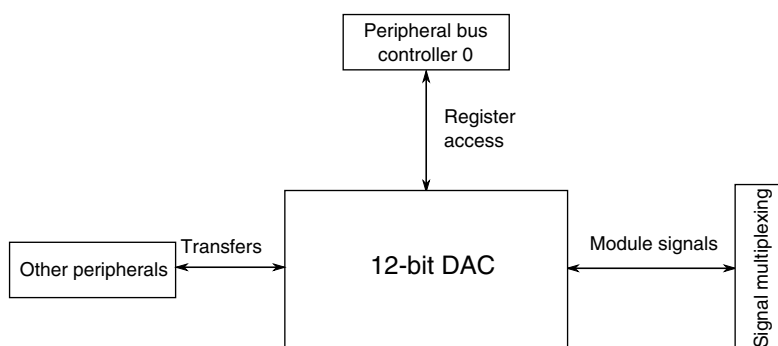 Peripheral bus
controller 0
Register
access
Transfers
Other peripherals
12-bit DAC
Module signals
Signal multiplexing